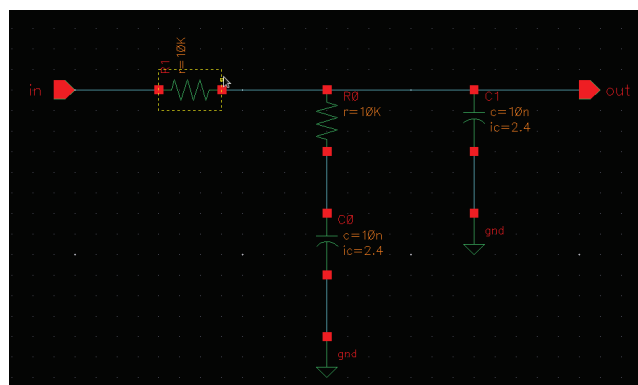 R1
r=10K
in
R0
r=10K
C1
c=10n
ic=2.4
out
C0
c=10n
ic=2.4
gnd
gnd